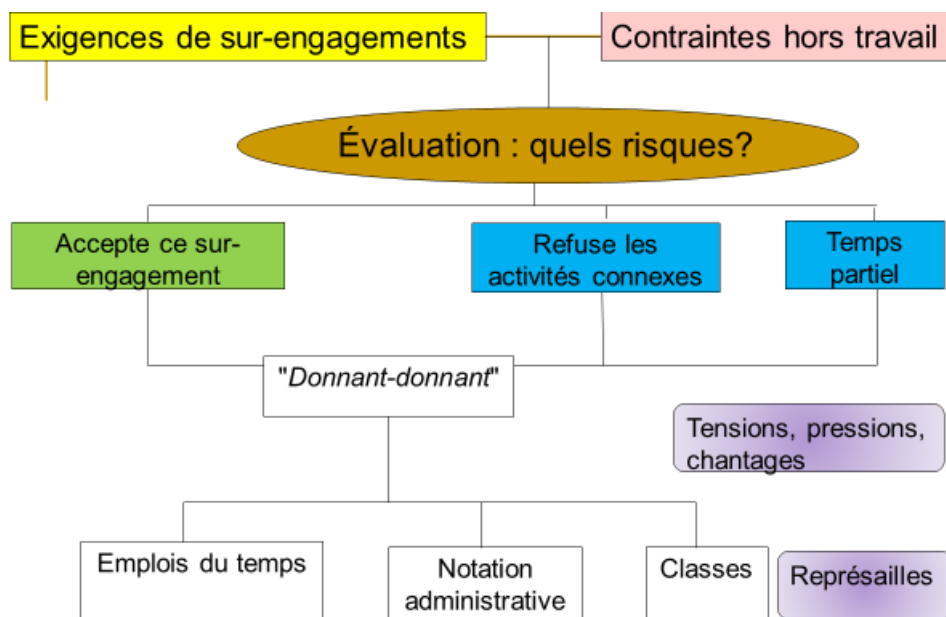 Exigences de sur-engagements
Contraintes hors travail
Évaluation : quels risques?
Accepte ce sur-
engagement
Refuse les
activités connexes
Temps
partiel
"Donnant-donnant"
Tensions, pressions,
chantages
Emplois du temps
Notation
administrative
Classes
Représailles